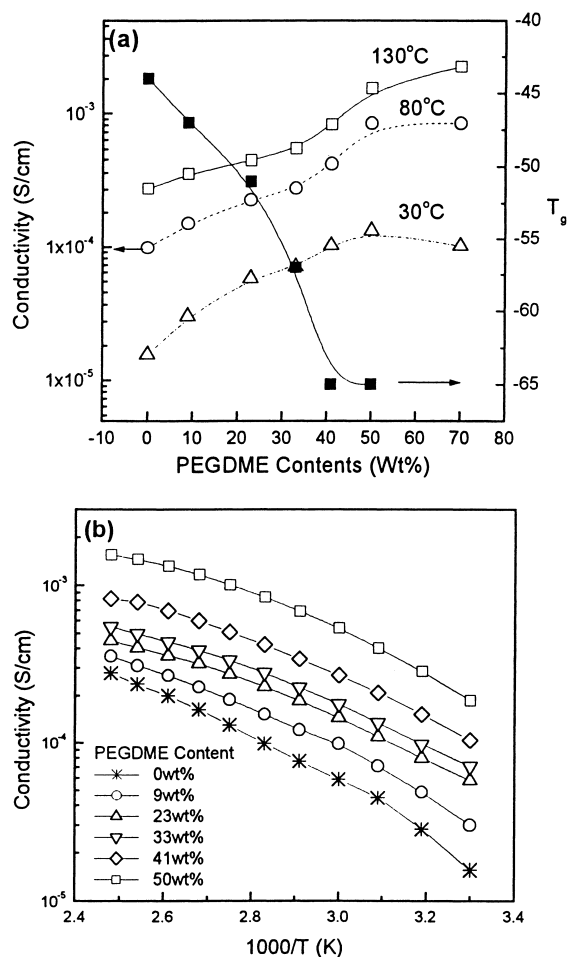 (a)
130°C
80°C
30°C
10⁻³
1x10⁻⁴
1x10⁻⁵
Conductivity (S/cm)
-40
-45
-50
-55
-60
-65
T_g
-10 0 10 20 30 40 50 60 70 80
PEGDME Contents (Wt%)
(b)
10⁻³
10⁻⁴
10⁻⁵
Conductivity (S/cm)
PEGDME Content
0wt%
9wt%
23wt%
33wt%
41wt%
50wt%
2.4 2.6 2.8 3.0 3.2 3.4
1000/T (K)